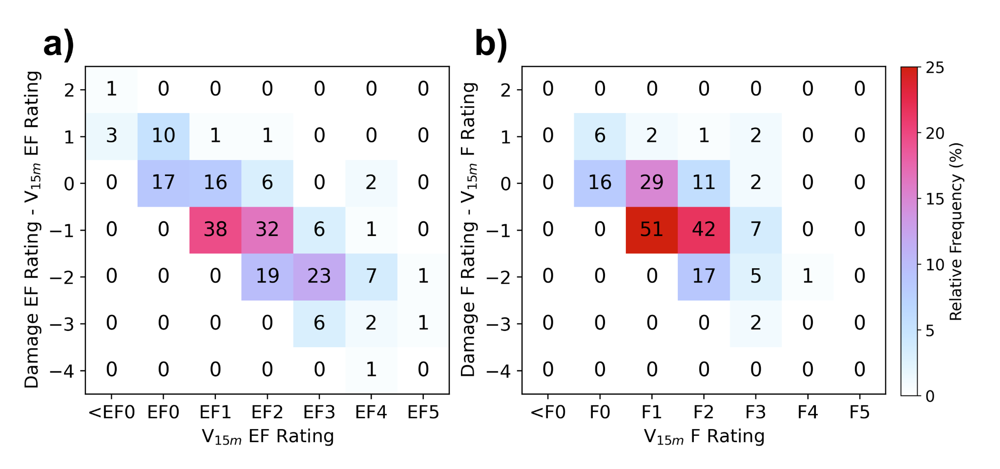 a)
Damage EF Rating - V15m EF Rating
2 1 0 0 0 0 0 0
1 3 10 1 1 0 0 0
0 0 17 16 6 0 2 0
−1 0 0 38 32 6 1 0
−2 0 0 0 19 23 7 1
−3 0 0 0 0 6 2 1
−4 0 0 0 0 0 1 0
<EF0 EF0 EF1 EF2 EF3 EF4 EF5
V15m EF Rating
b)
Damage F Rating - V15m F Rating
2 0 0 0 0 0 0 0
1 0 6 2 1 2 0 0
0 0 16 29 11 2 0 0
−1 0 0 51 42 7 0 0
−2 0 0 0 17 5 1 0
−3 0 0 0 0 2 0 0
−4 0 0 0 0 0 0 0
<F0 F0 F1 F2 F3 F4 F5
V15m F Rating
25
20
15
10
5
0
Relative Frequency (%)